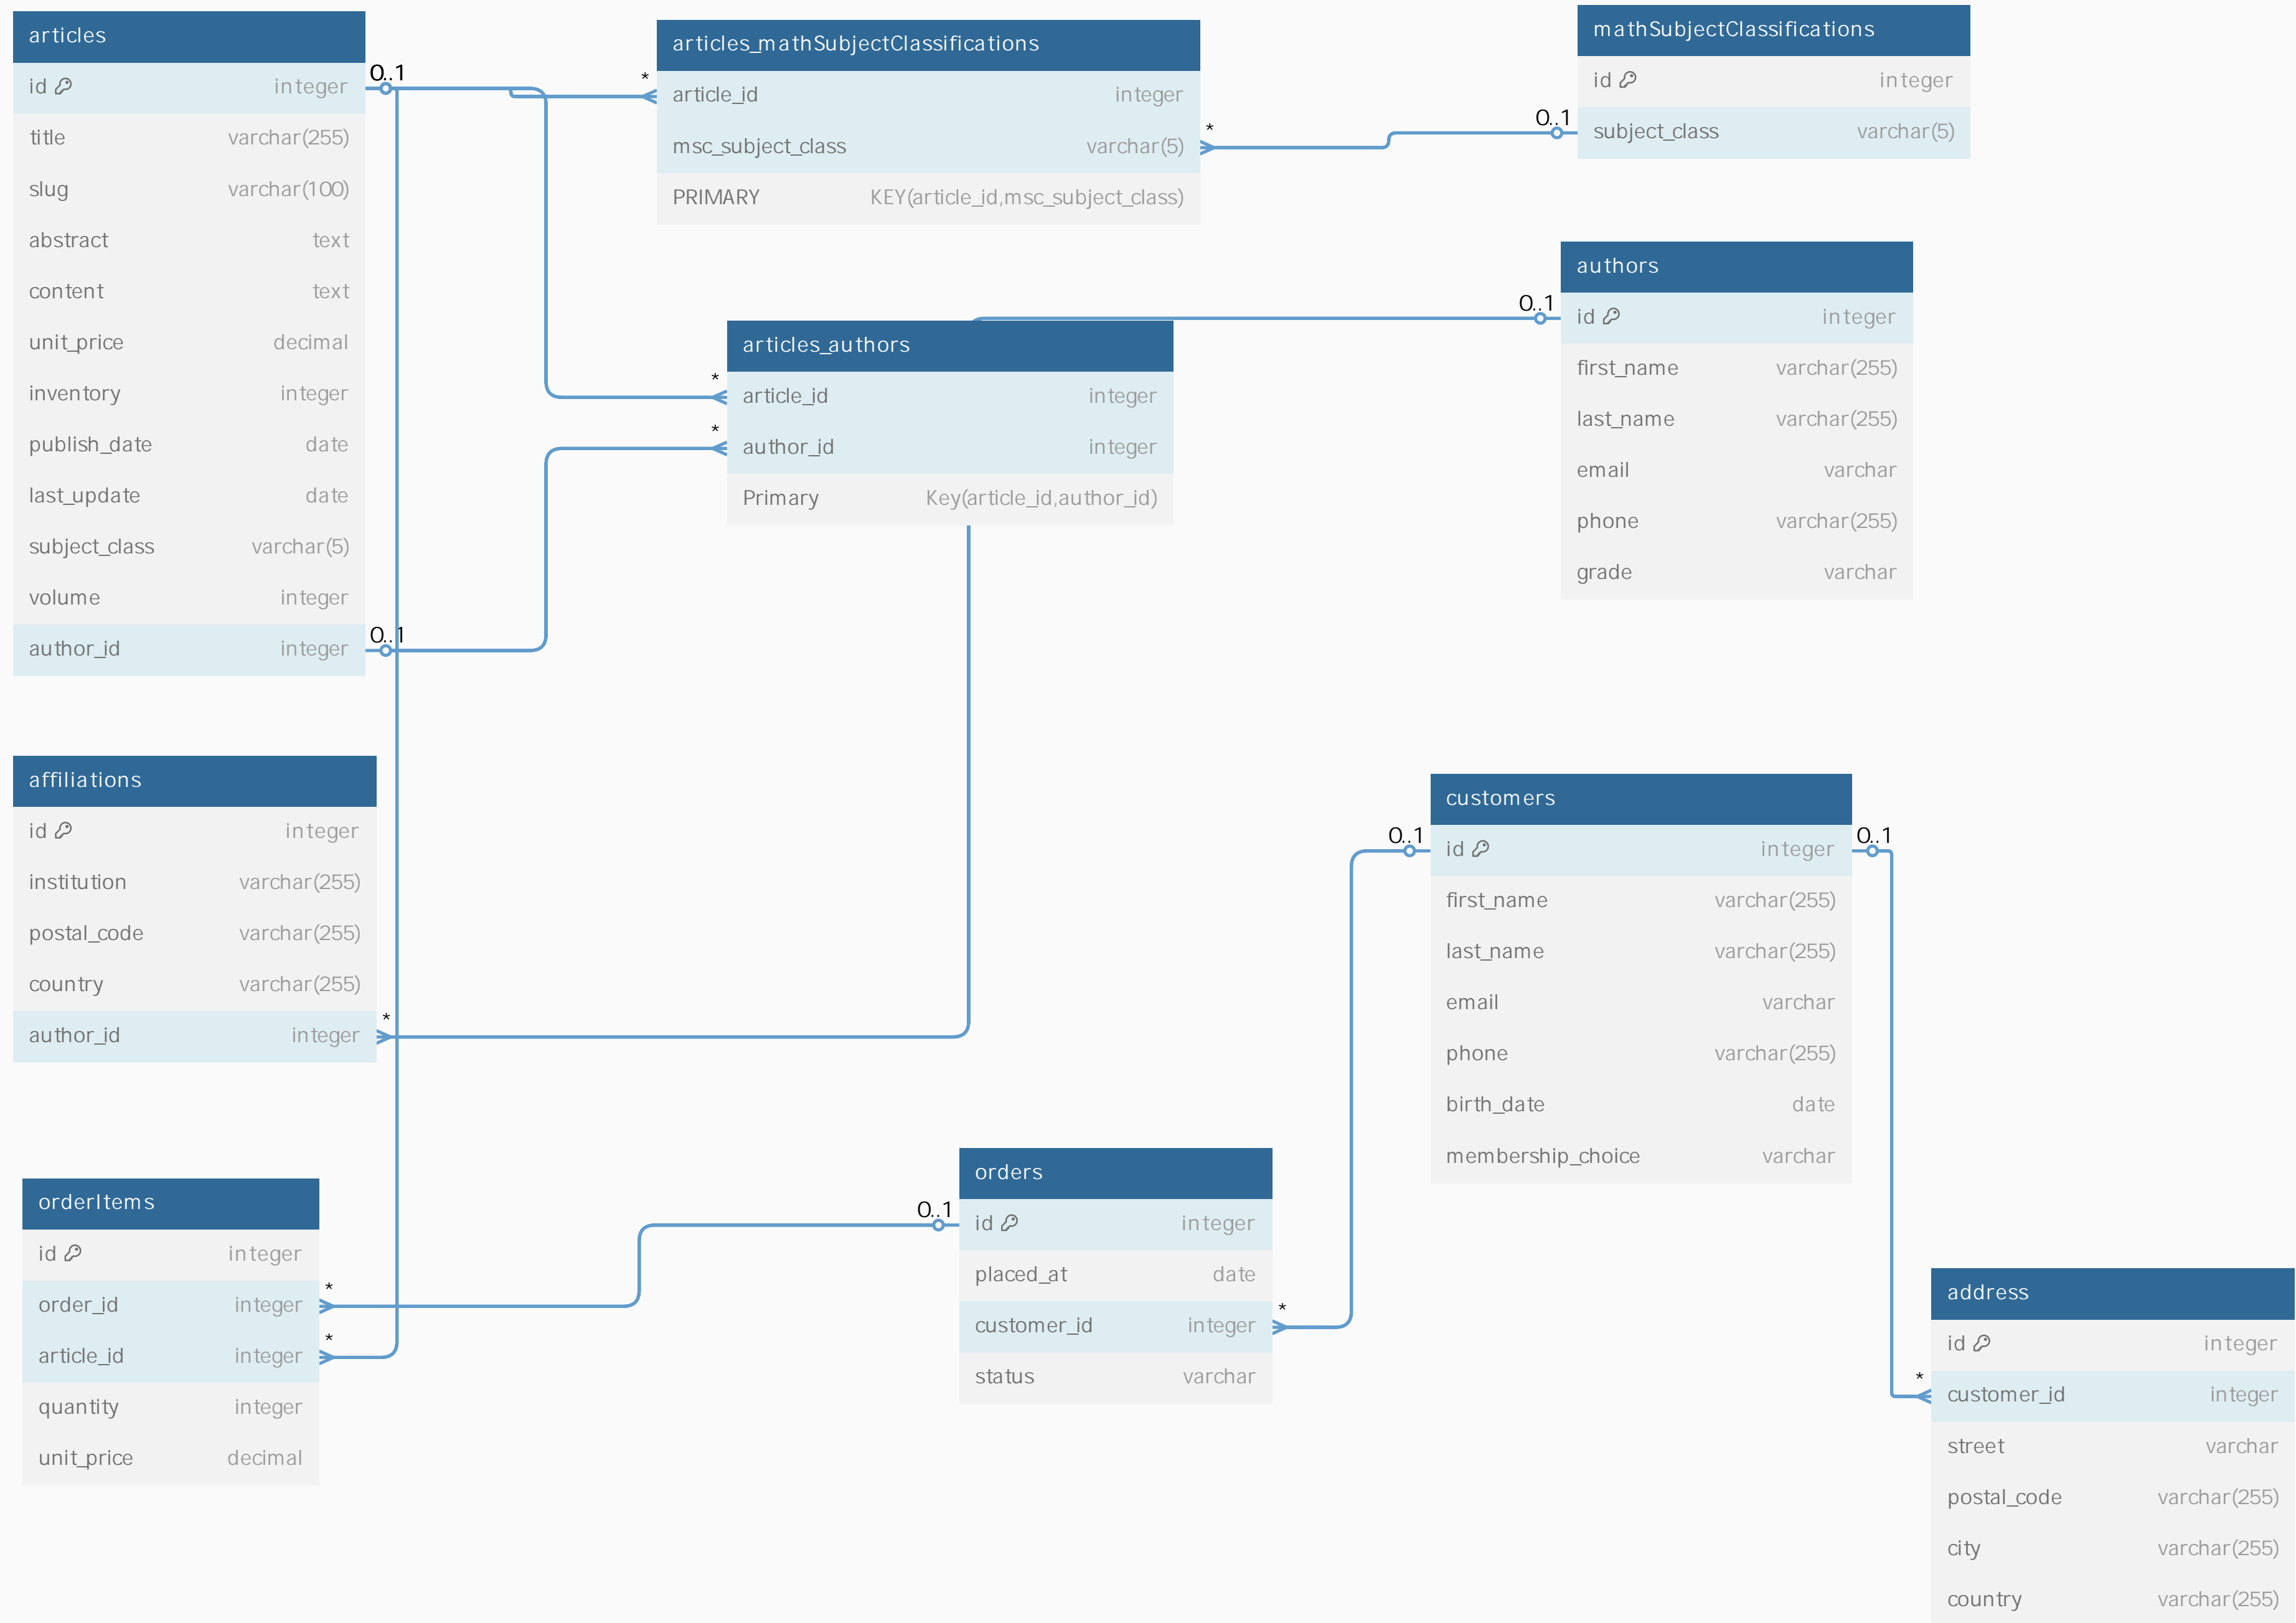 articles
id integer
title varchar(255)
slug varchar(100)
abstract text
content text
unit_price decimal
inventory integer
publish_date date
last_update date
subject_class varchar(5)
volume integer
author_id integer
0..1
0..1
articles_mathSubjectClassifications
* article_id integer
msc_subject_class varchar(5) *
PRIMARY KEY(article_id,msc_subject_class)
mathSubjectClassifications
id integer
0..1 subject_class varchar(5)
articles_authors
* article_id integer
* author_id integer
Primary Key(article_id,author_id)
authors
0..1 id integer
first_name varchar(255)
last_name varchar(255)
email varchar
phone varchar(255)
grade varchar
affiliations
id integer
institution varchar(255)
postal_code varchar(255)
country varchar(255)
author_id integer *
customers
0..1 id integer 0..1
first_name varchar(255)
last_name varchar(255)
email varchar
phone varchar(255)
birth_date date
membership_choice varchar
orderItems
id integer
order_id integer *
article_id integer *
quantity integer
unit_price decimal
orders
0..1 id integer
placed_at date
customer_id integer *
status varchar
address
id integer
* customer_id integer
street varchar
postal_code varchar(255)
city varchar(255)
country varchar(255)